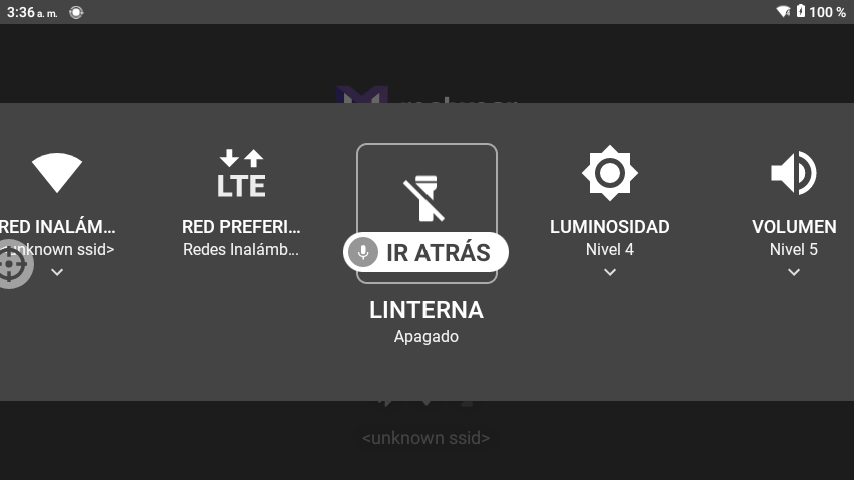 3:36 a. m.
100 %
RED INALÁM...
<unknown ssid>
LTE
RED PREFERI...
Redes Inalámb...
IR ATRÁS
LINTERNA
Apagado
LUMINOSIDAD
Nivel 4
VOLUMEN
Nivel 5
<unknown ssid>